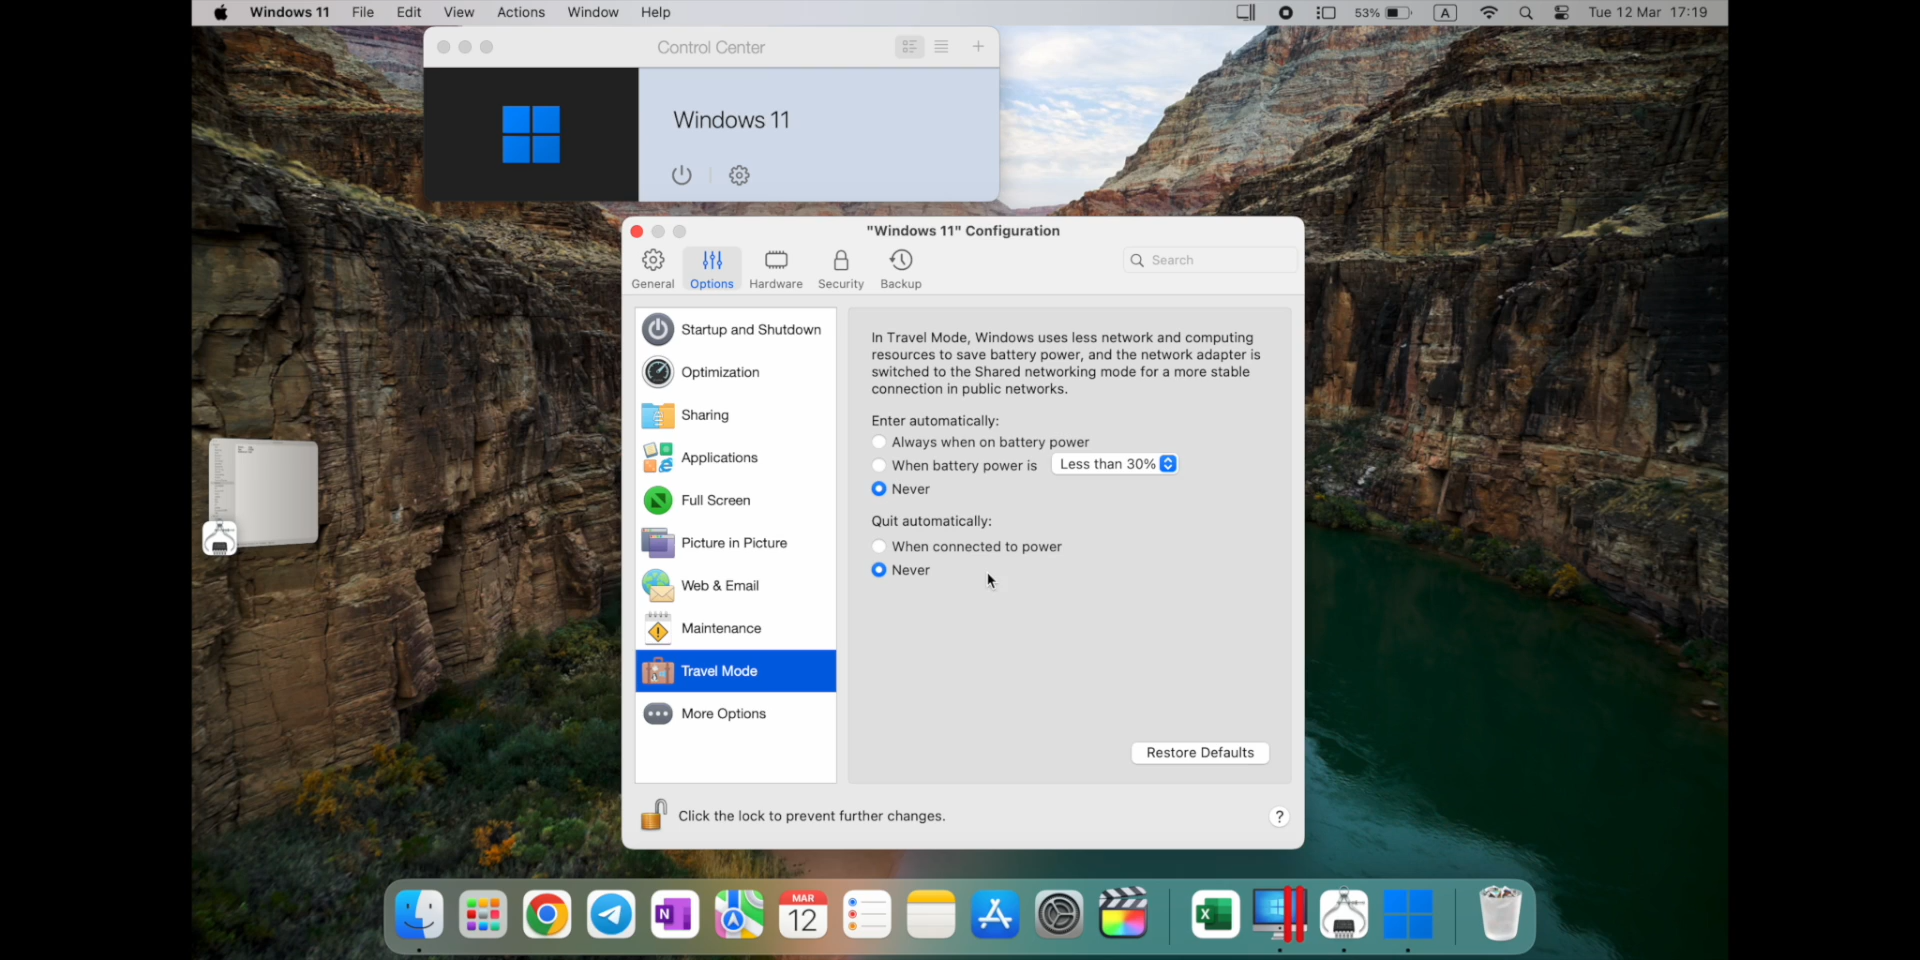 Windows 11 File Edit View Actions Window Help 53% A Tue 12 Mar 17:19
Control Center
Windows 11
"Windows 11" Configuration
General Options Hardware Security Backup
Search
Startup and Shutdown
Optimization
Sharing
Applications
Full Screen
Picture in Picture
Web & Email
Maintenance
Travel Mode
More Options
In Travel Mode, Windows uses less network and computing
resources to save battery power, and the network adapter is
switched to the Shared networking mode for a more stable
connection in public networks.
Enter automatically:
Always when on battery power
When battery power is Less than 30%
Never
Quit automatically:
When connected to power
Never
Restore Defaults
Click the lock to prevent further changes.
?
N
MAR
12
X